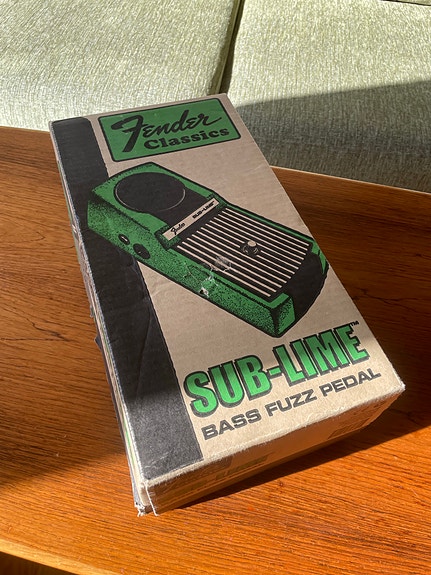 Fender
Classics
Fender SUB-LIME
SUB-LIME™
BASS FUZZ PEDAL